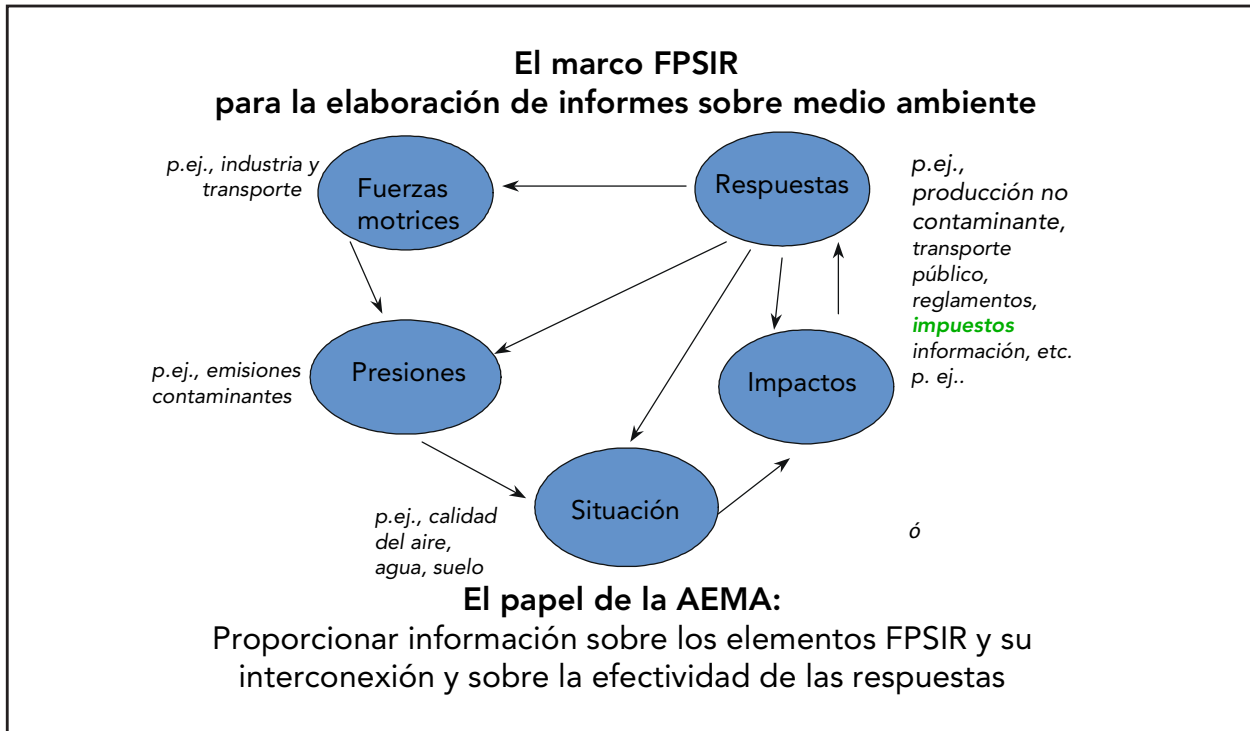 El marco FPSIR
para la elaboración de informes sobre medio ambiente
p.ej., industria y
transporte
Fuerzas
motrices
Respuestas
p.ej.,
producción no
contaminante,
transporte
público,
reglamentos,
impuestos
información, etc.
p. ej..
p.ej., emisiones
contaminantes
Presiones
Impactos
p.ej., calidad
del aire,
agua, suelo
Situación
ó
El papel de la AEMA:
Proporcionar información sobre los elementos FPSIR y su
interconexión y sobre la efectividad de las respuestas